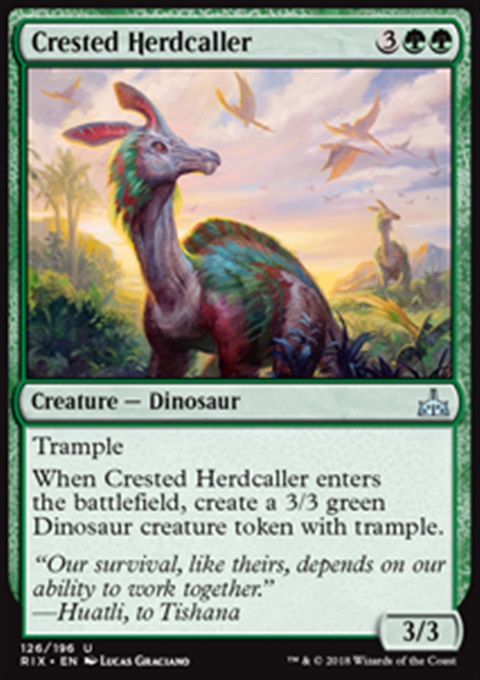 Crested Herdcaller 3
Creature — Dinosaur
Trample
When Crested Herdcaller enters
the battlefield, create a 3/3 green
Dinosaur creature token with trample.
“Our survival, like theirs, depends on our
ability to work together.”
—Huatli, to Tishana
3/3
126/196 U
RIX • EN Lucas Graciano
™ & © 2018 Wizards of the Coast